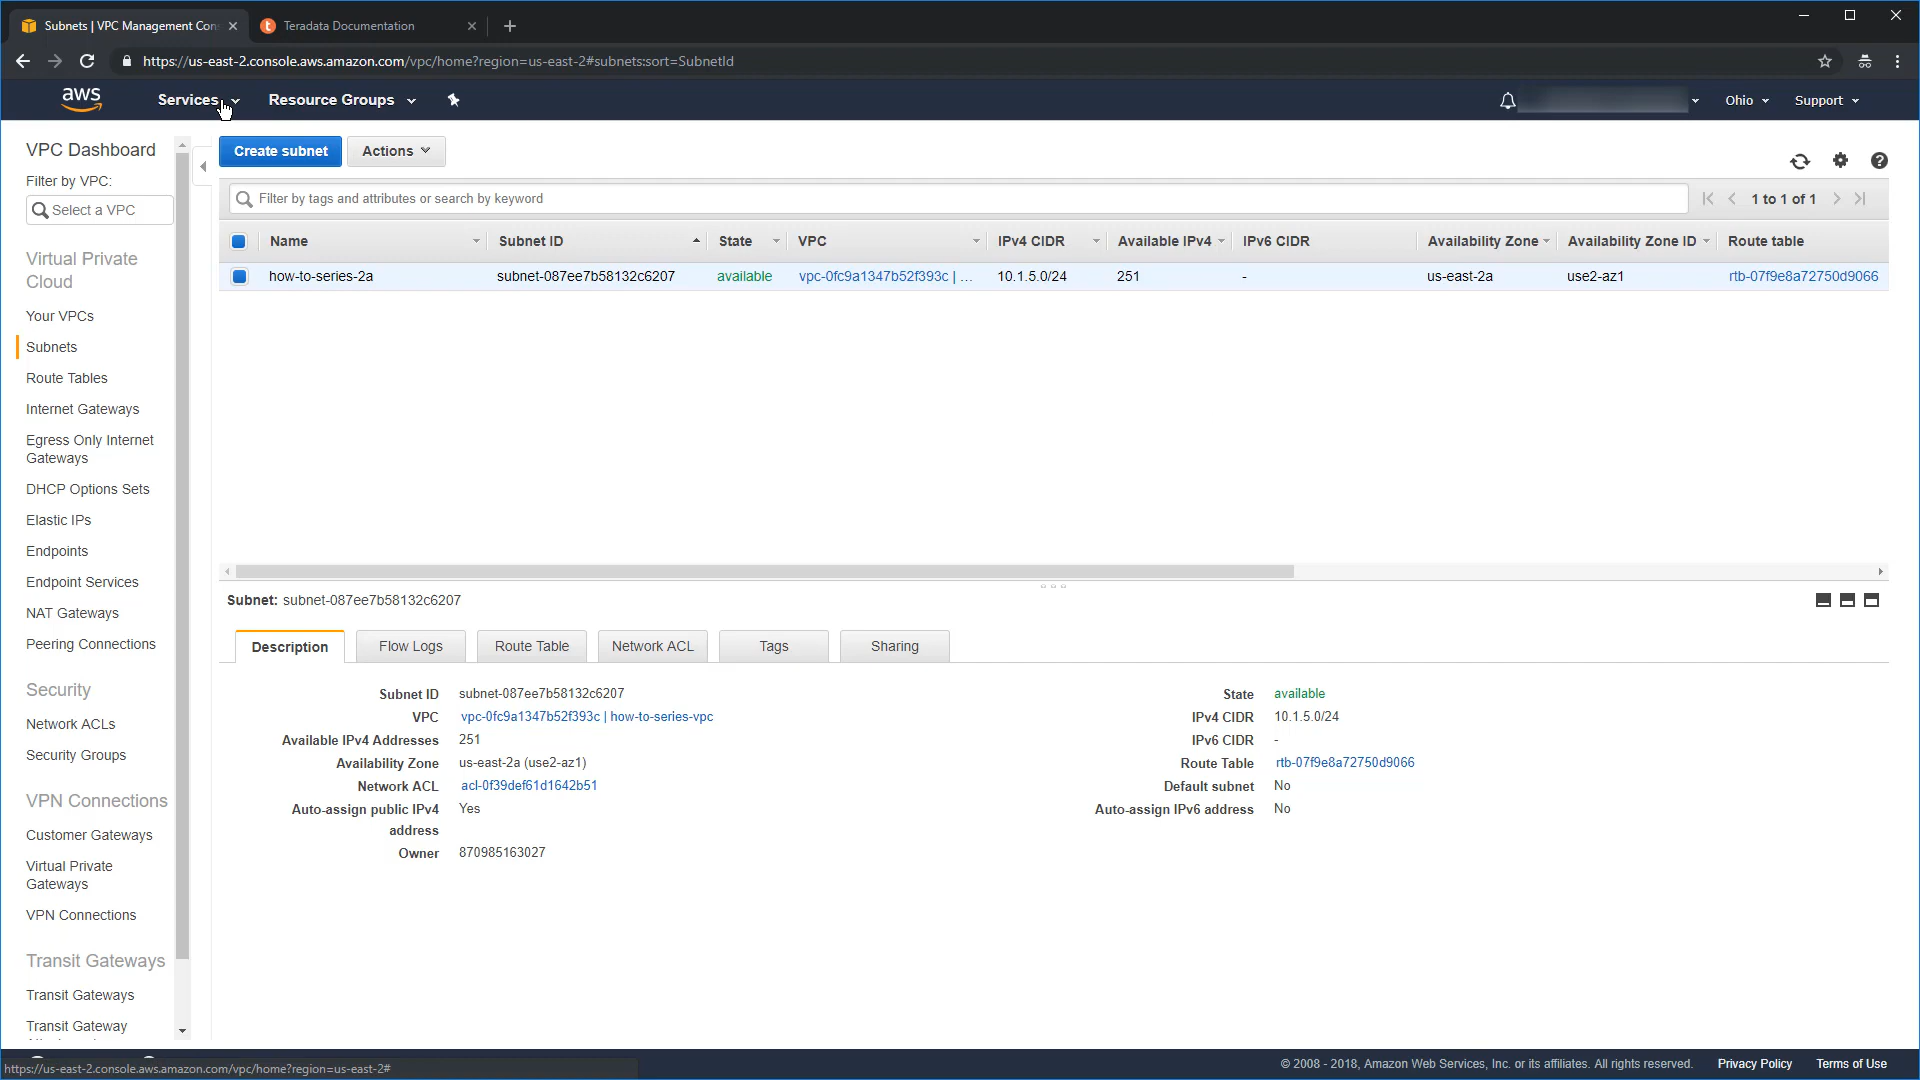 Subnets | VPC Management Con
Teradata Documentation
https://us-east-2.console.aws.amazon.com/vpc/home?region=us-east-2#subnets:sort=SubnetId
aws
Services
Resource Groups
Ohio
Support
VPC Dashboard
Filter by VPC:
Select a VPC
Virtual Private
Cloud
Your VPCs
Subnets
Route Tables
Internet Gateways
Egress Only Internet
Gateways
DHCP Options Sets
Elastic IPs
Endpoints
Endpoint Services
NAT Gateways
Peering Connections
Security
Network ACLs
Security Groups
VPN Connections
Customer Gateways
Virtual Private
Gateways
VPN Connections
Transit Gateways
Transit Gateways
Transit Gateway
Create subnet
Actions
Filter by tags and attributes or search by keyword
1 to 1 of 1
Name Subnet ID State VPC IPv4 CIDR Available IPv4 IPv6 CIDR Availability Zone Availability Zone ID Route table
how-to-series-2a subnet-087ee7b58132c6207 available vpc-0fc9a1347b52f393c | ... 10.1.5.0/24 251 - us-east-2a use2-az1 rtb-07f9e8a72750d9066
Subnet: subnet-087ee7b58132c6207
Description Flow Logs Route Table Network ACL Tags Sharing
Subnet ID subnet-087ee7b58132c6207
VPC vpc-0fc9a1347b52f393c | how-to-series-vpc
Available IPv4 Addresses 251
Availability Zone us-east-2a (use2-az1)
Network ACL acl-0f39def61d1642b51
Auto-assign public IPv4 Yes
address
Owner 870985163027
State available
IPv4 CIDR 10.1.5.0/24
IPv6 CIDR -
Route Table rtb-07f9e8a72750d9066
Default subnet No
Auto-assign IPv6 address No
https://us-east-2.console.aws.amazon.com/vpc/home?region=us-east-2#
© 2008 - 2018, Amazon Web Services, Inc. or its affiliates. All rights reserved.
Privacy Policy
Terms of Use